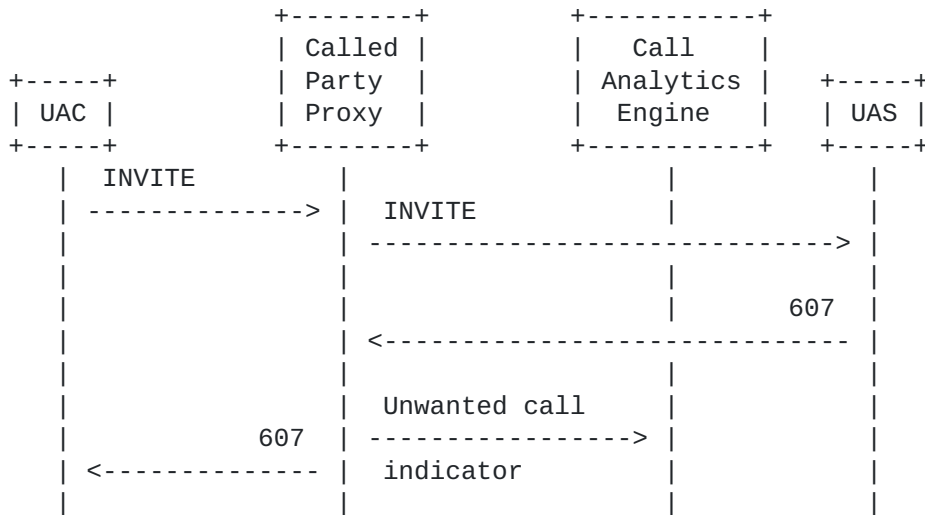 +--------+         +-----------+
| Called |         |    Call   |
+-----+          | Party  |         | Analytics |   +-----+
| UAC |          | Proxy  |         |  Engine   |   | UAS |
+-----+          +--------+         +-----------+   +-----+
|  INVITE         |                    |            |
| --------------> |  INVITE            |            |
|                 | ------------------------------> |
|                 |                    |            |
|                 |                    |       607  |
|                 | <------------------------------ |
|                 |                    |            |
|                 |  Unwanted call     |            |
|            607  | -----------------> |            |
| <-------------- |  indicator         |            |
|                 |                    |            |